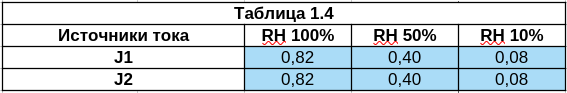 Таблица 1.4
Источники тока RH 100% RH 50% RH 10%
J1 0,82 0,40 0,08
J2 0,82 0,40 0,08